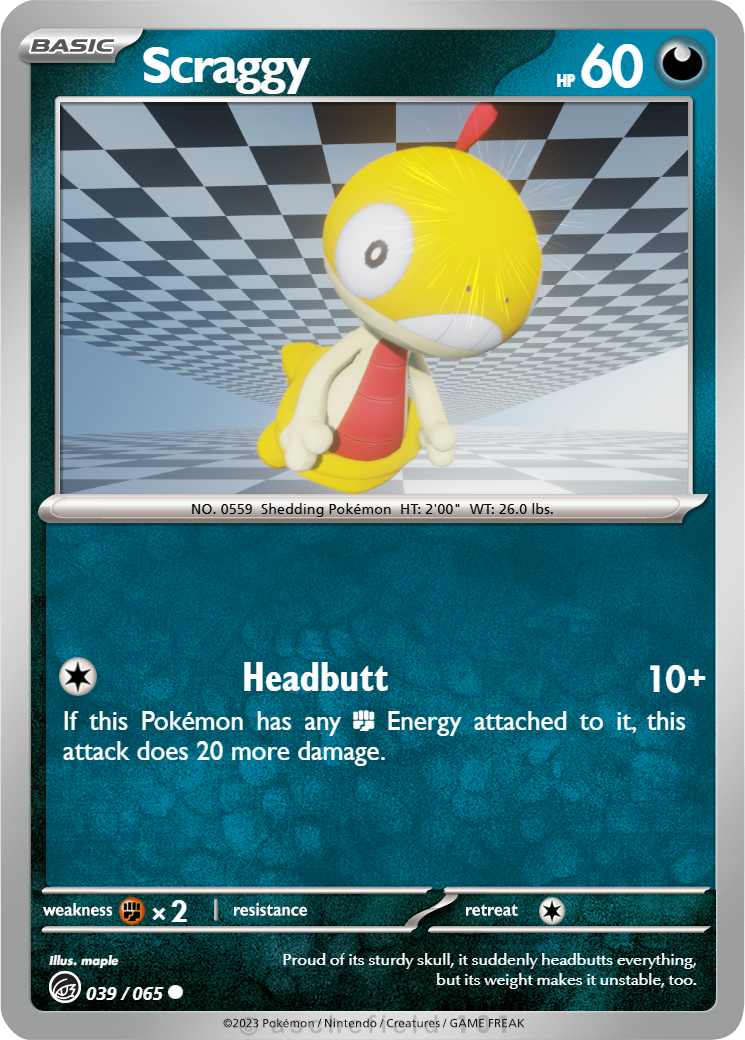 BASIC
Scraggy
HP 60
NO. 0559 Shedding Pokémon HT: 2'00" WT: 26.0 lbs.
Headbutt 10+
If this Pokémon has any Energy attached to it, this
attack does 20 more damage.
weakness × 2 | resistance
retreat
Illus. maple
Proud of its sturdy skull, it suddenly headbutts everything,
but its weight makes it unstable, too.
039 / 065
©2023 Pokémon / Nintendo / Creatures / GAME FREAK